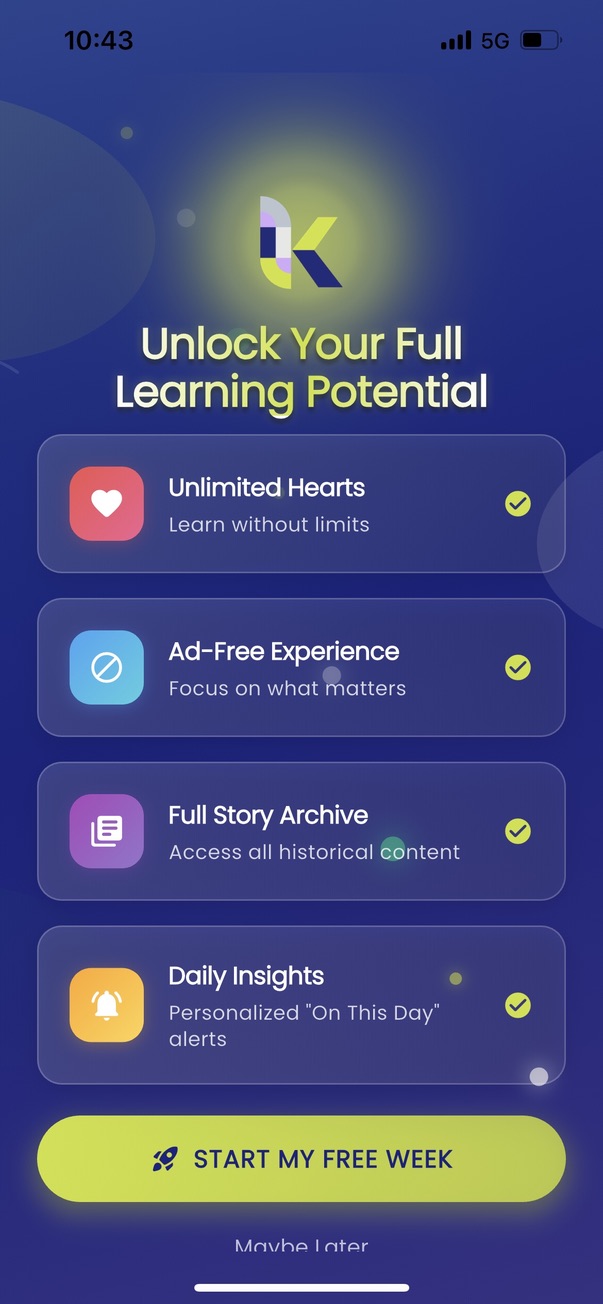 10:43
5G
Unlock Your Full
Learning Potential
Unlimited Hearts
Learn without limits
Ad-Free Experience
Focus on what matters
Full Story Archive
Access all historical content
Daily Insights
Personalized "On This Day"
alerts
START MY FREE WEEK
Maybe Later